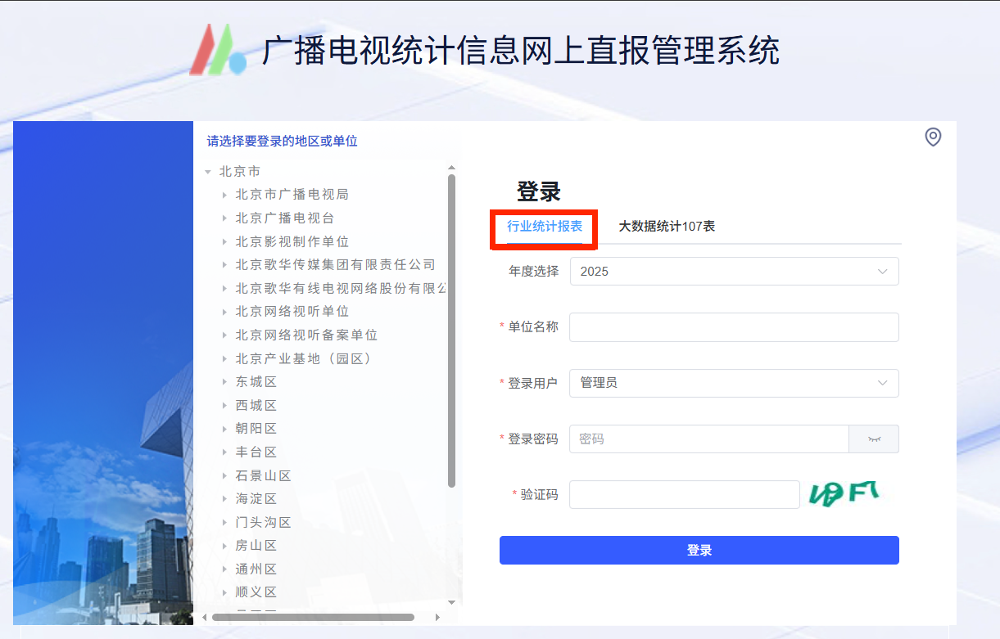 广播电视统计信息网上直报管理系统
请选择要登录的地区或单位
北京市
北京市广播电视局
北京广播电视台
北京影视制作单位
北京歌华传媒集团有限责任公司
北京歌华有线电视网络股份有限公
北京网络视听单位
北京网络视听备案单位
北京产业基地（园区）
东城区
西城区
朝阳区
丰台区
石景山区
海淀区
门头沟区
房山区
通州区
顺义区
登录
行业统计报表 大数据统计107表
年度选择 2025
* 单位名称
* 登录用户 管理员
* 登录密码 密码
* 验证码
登录